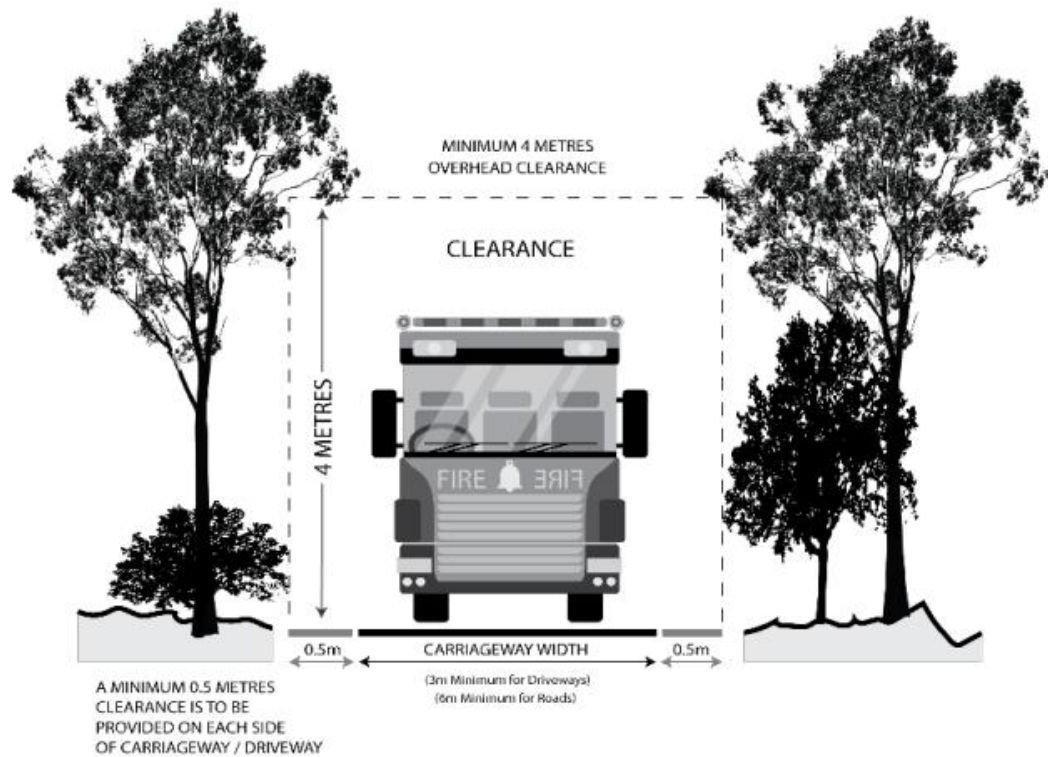 MINIMUM 4 METRES
OVERHEAD CLEARANCE
CLEARANCE
4 METRES
FIRE FIRE
0.5m
CARRIAGEWAY WIDTH
0.5m
(3m Minimum for Driveways)
(6m Minimum for Roads)
A MINIMUM 0.5 METRES
CLEARANCE IS TO BE
PROVIDED ON EACH SIDE
OF CARRIAGEWAY / DRIVEWAY